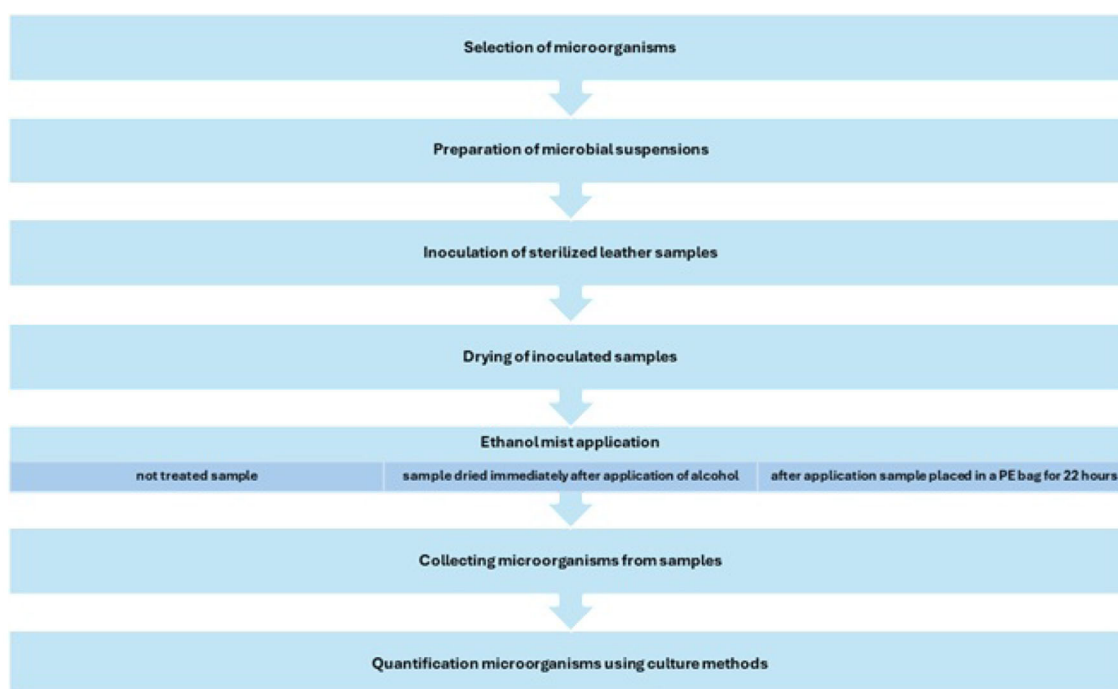 Selection of microorganisms
Preparation of microbial suspensions
Inoculation of sterilized leather samples
Drying of inoculated samples
Ethanol mist application
not treated sample
sample dried immediately after application of alcohol
after application sample placed in a PE bag for 22 hours
Collecting microorganisms from samples
Quantification microorganisms using culture methods